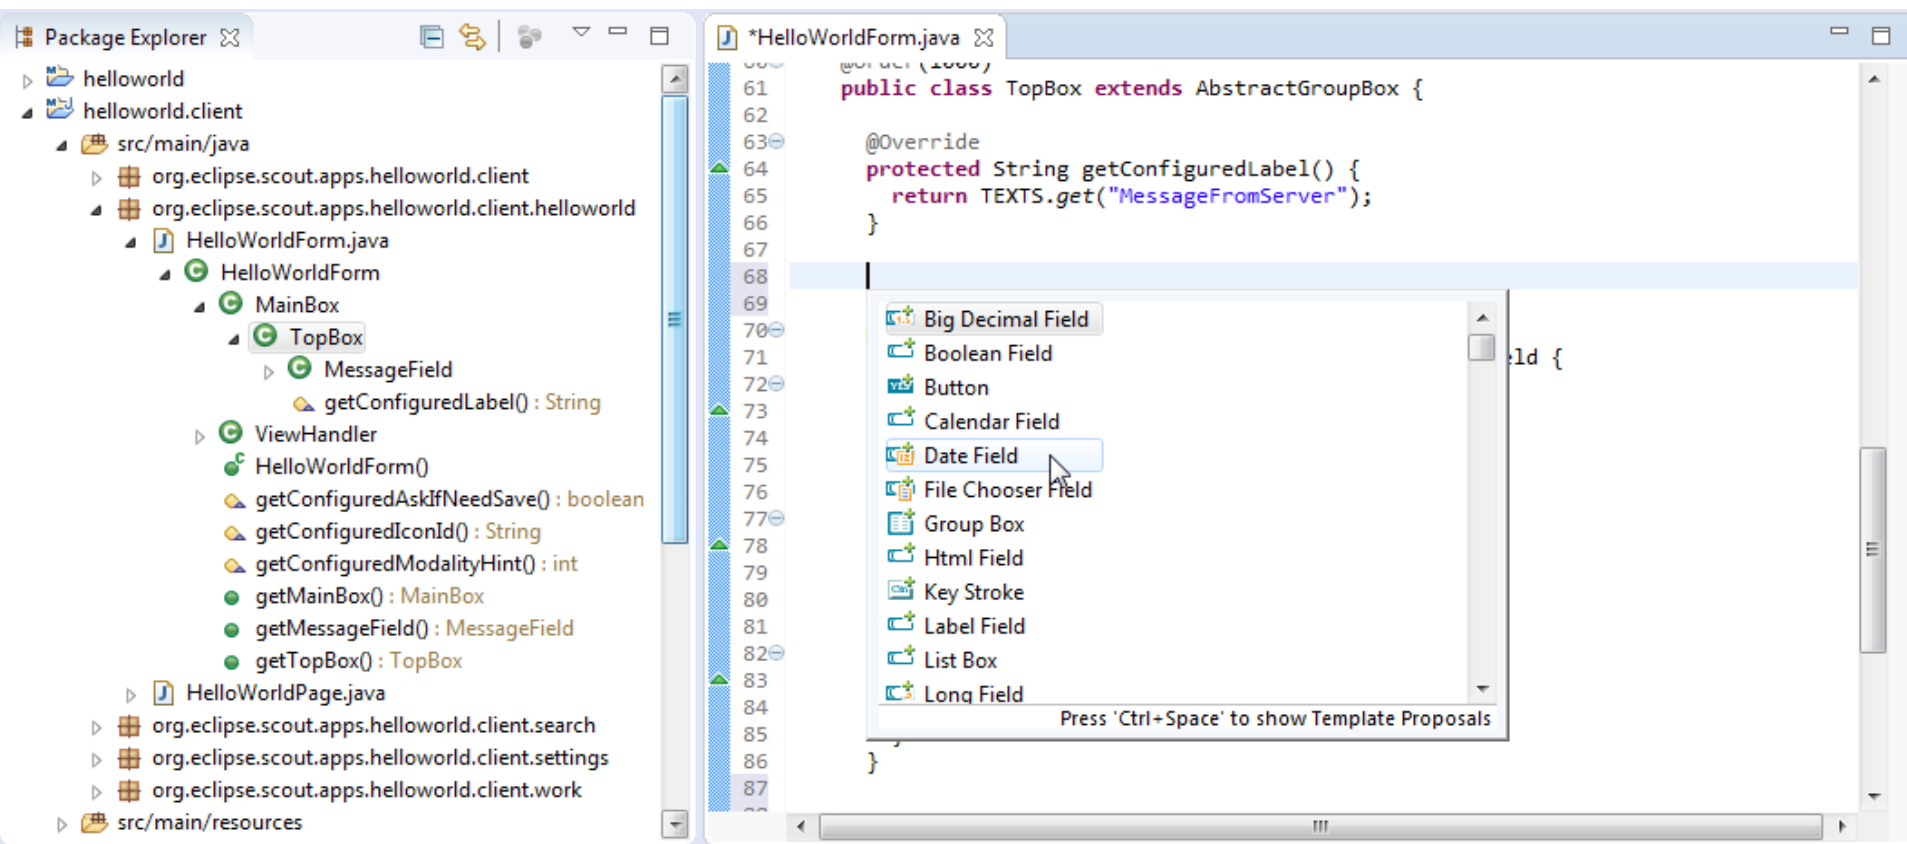 Package Explorer
helloworld
helloworld.client
src/main/java
org.eclipse.scout.apps.helloworld.client
org.eclipse.scout.apps.helloworld.client.helloworld
HelloWorldForm.java
HelloWorldForm
MainBox
TopBox
MessageField
getConfiguredLabel() : String
ViewHandler
HelloWorldForm()
getConfiguredAskIfNeedSave() : boolean
getConfiguredIconId() : String
getConfiguredModalityHint() : int
getMainBox() : MainBox
getMessageField() : MessageField
getTopBox() : TopBox
HelloWorldPage.java
org.eclipse.scout.apps.helloworld.client.search
org.eclipse.scout.apps.helloworld.client.settings
org.eclipse.scout.apps.helloworld.client.work
src/main/resources
*HelloWorldForm.java
60 @Order(1000)
61 public class TopBox extends AbstractGroupBox {
62
63 @Override
64 protected String getConfiguredLabel() {
65 return TEXTS.get("MessageFromServer");
66 }
67
68
69
70
71 eld {
72
73
74
75
76
77
78
79
80
81
82
83
84
85 }
86 }
87
Big Decimal Field
Boolean Field
Button
Calendar Field
Date Field
File Chooser Field
Group Box
Html Field
Key Stroke
Label Field
List Box
Long Field
Press 'Ctrl+Space' to show Template Proposals